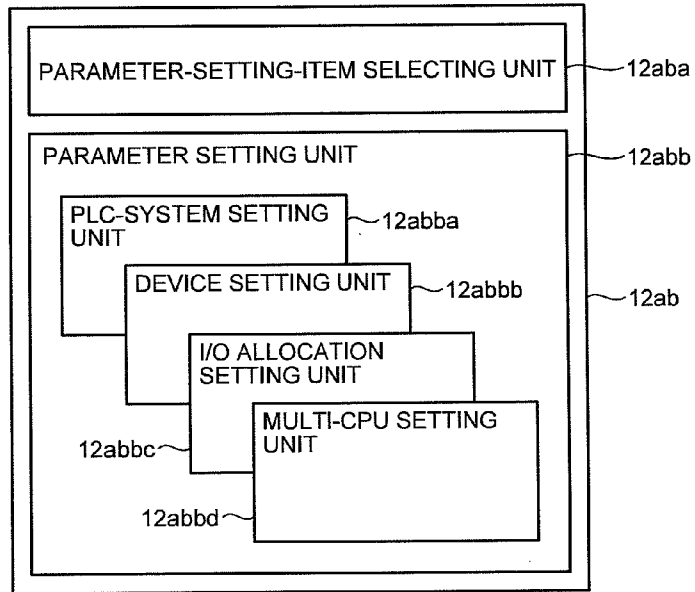 PARAMETER-SETTING-ITEM SELECTING UNIT
12aba
PARAMETER SETTING UNIT
12abb
PLC-SYSTEM SETTING
UNIT
12abba
DEVICE SETTING UNIT
12abbb
12ab
I/O ALLOCATION
SETTING UNIT
12abbc
MULTI-CPU SETTING
UNIT
12abbd